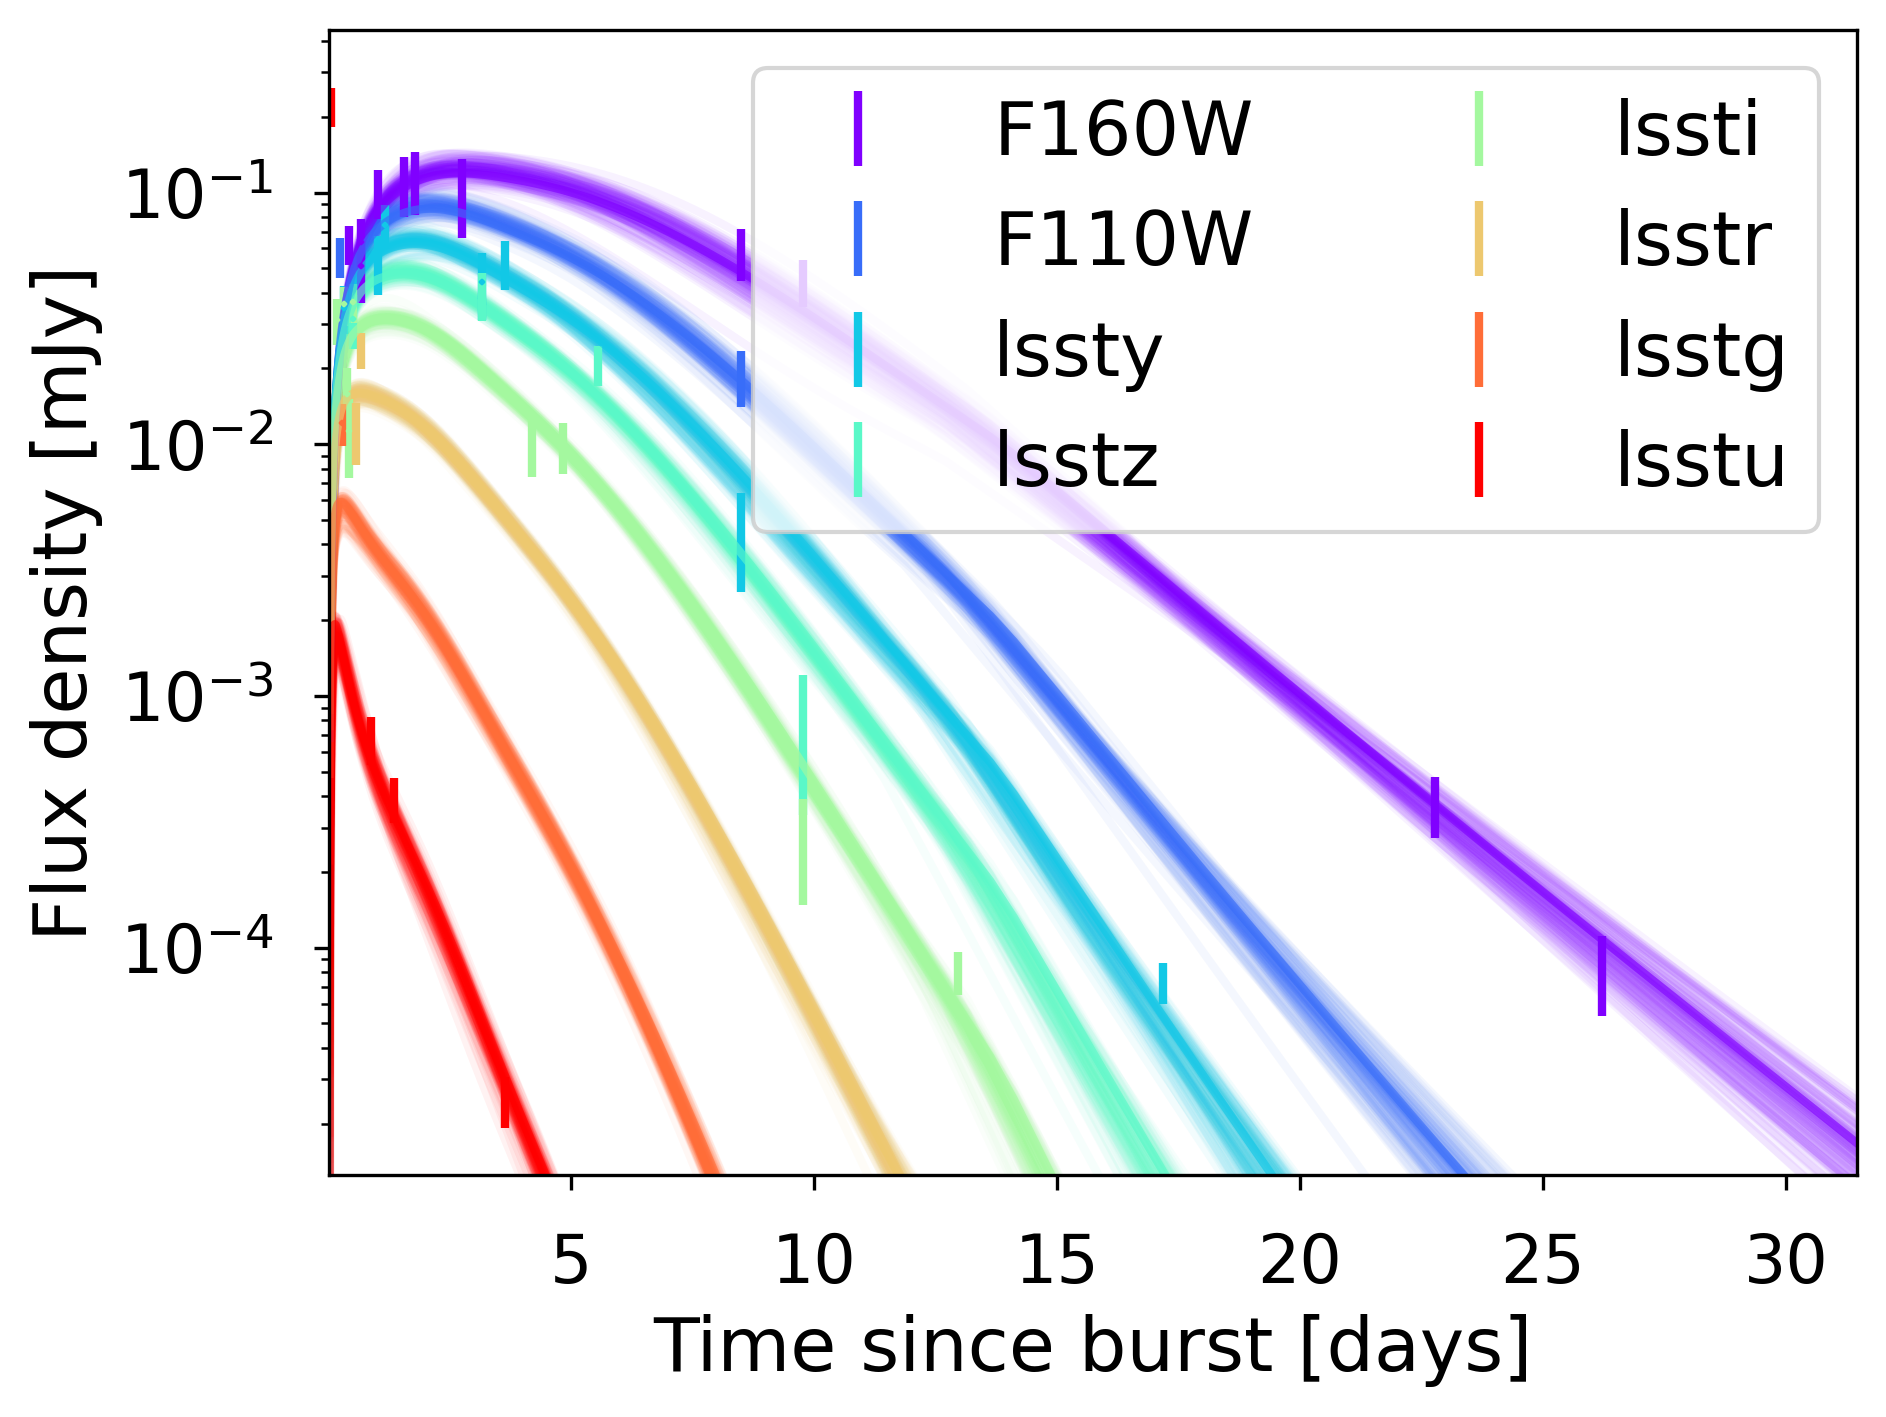 Flux density [mJy]
10⁻¹
10⁻²
10⁻³
10⁻⁴
F160W
F110W
lssty
lsstz
lssti
lsstr
lsstg
lsstu
5 10 15 20 25 30
Time since burst [days]